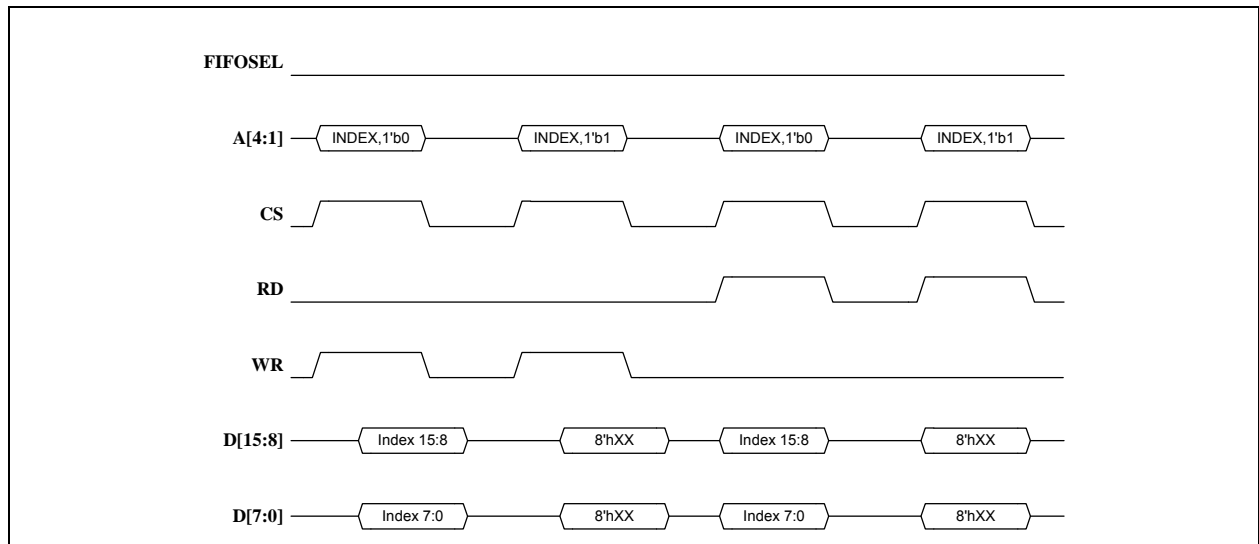 FIFOSEL
A[4:1] INDEX,1'b0 INDEX,1'b1 INDEX,1'b0 INDEX,1'b1
CS
RD
WR
D[15:8] Index 15:8 8'hXX Index 15:8 8'hXX
D[7:0] Index 7:0 8'hXX Index 7:0 8'hXX